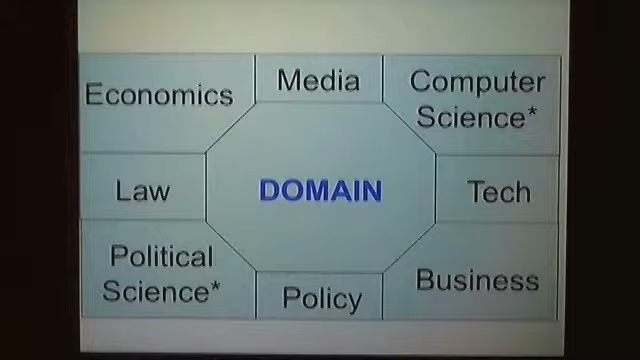 Economics
Media
Computer
Science*
Law
DOMAIN
Tech
Political
Science*
Policy
Business